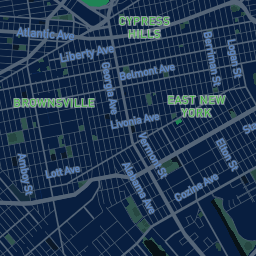 CYPRESS
HILLS
Atlantic Ave
Liberty Ave
Logan St
Berriman St
Belmont Ave
Georgia Ave
BROWNSVILLE
EAST NEW
YORK
Livonia Ave
Vermont St
Elton St
Amboy St
Lott Ave
Alabama Ave
Cozine Ave